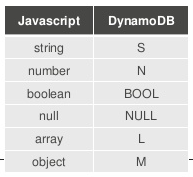 Javascript DynamoDB
string S
number N
boolean BOOL
null NULL
array L
object M